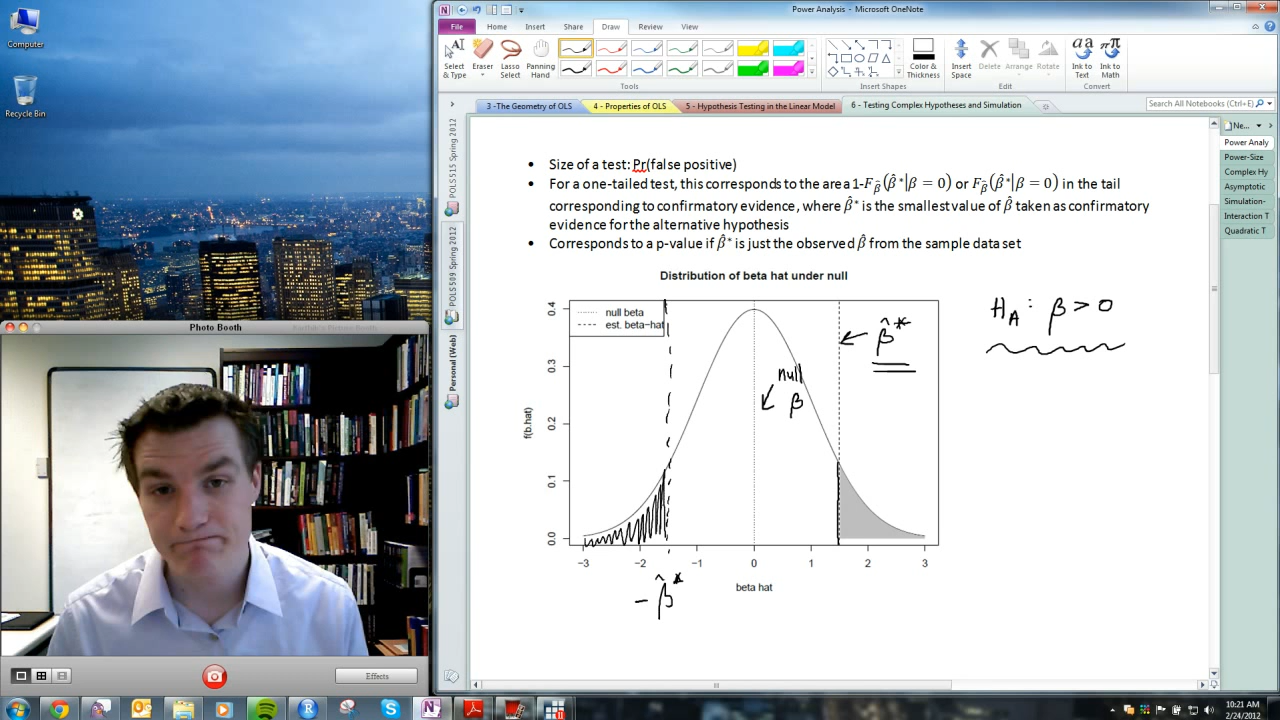 Computer
Recycle Bin
Power Analysis - Microsoft OneNote
File Home Insert Share Draw Review View
Select & Type
Eraser
Lasso Select
Panning Hand
Color & Thickness
Insert Space
Delete
Arrange
Rotate
Ink to Text
Ink to Math
Tools
Insert Shapes
Edit
Convert
3 -The Geometry of OLS
4 - Properties of OLS
5 - Hypothesis Testing in the Linear Model
6 - Testing Complex Hypotheses and Simulation
Search All Notebooks (Ctrl+E)
POLS515 Spring 2012
POLS509 Spring 2012
Personal (Web)
Ne...
Power Analy
Power-Size
Complex Hy
Asymptotic
Simulation-
Interaction T
Quadratic T
• Size of a test: Pr(false positive)
• For a one-tailed test, this corresponds to the area 1-F_β̂(β̂*|β = 0) or F_β̂(β̂*|β = 0) in the tail
corresponding to confirmatory evidence, where β̂* is the smallest value of β̂ taken as confirmatory
evidence for the alternative hypothesis
• Corresponds to a p-value if β̂* is just the observed β̂ from the sample data set
Distribution of beta hat under null
null beta
est. beta-hat
f(b.hat)
0.4
0.3
0.2
0.1
0.0
−3 −2 −1 0 1 2 3
beta hat
null
β
β̂*
H_A: β > 0
−β̂*
Photo Booth
Effects
10:21 AM
2/24/2012